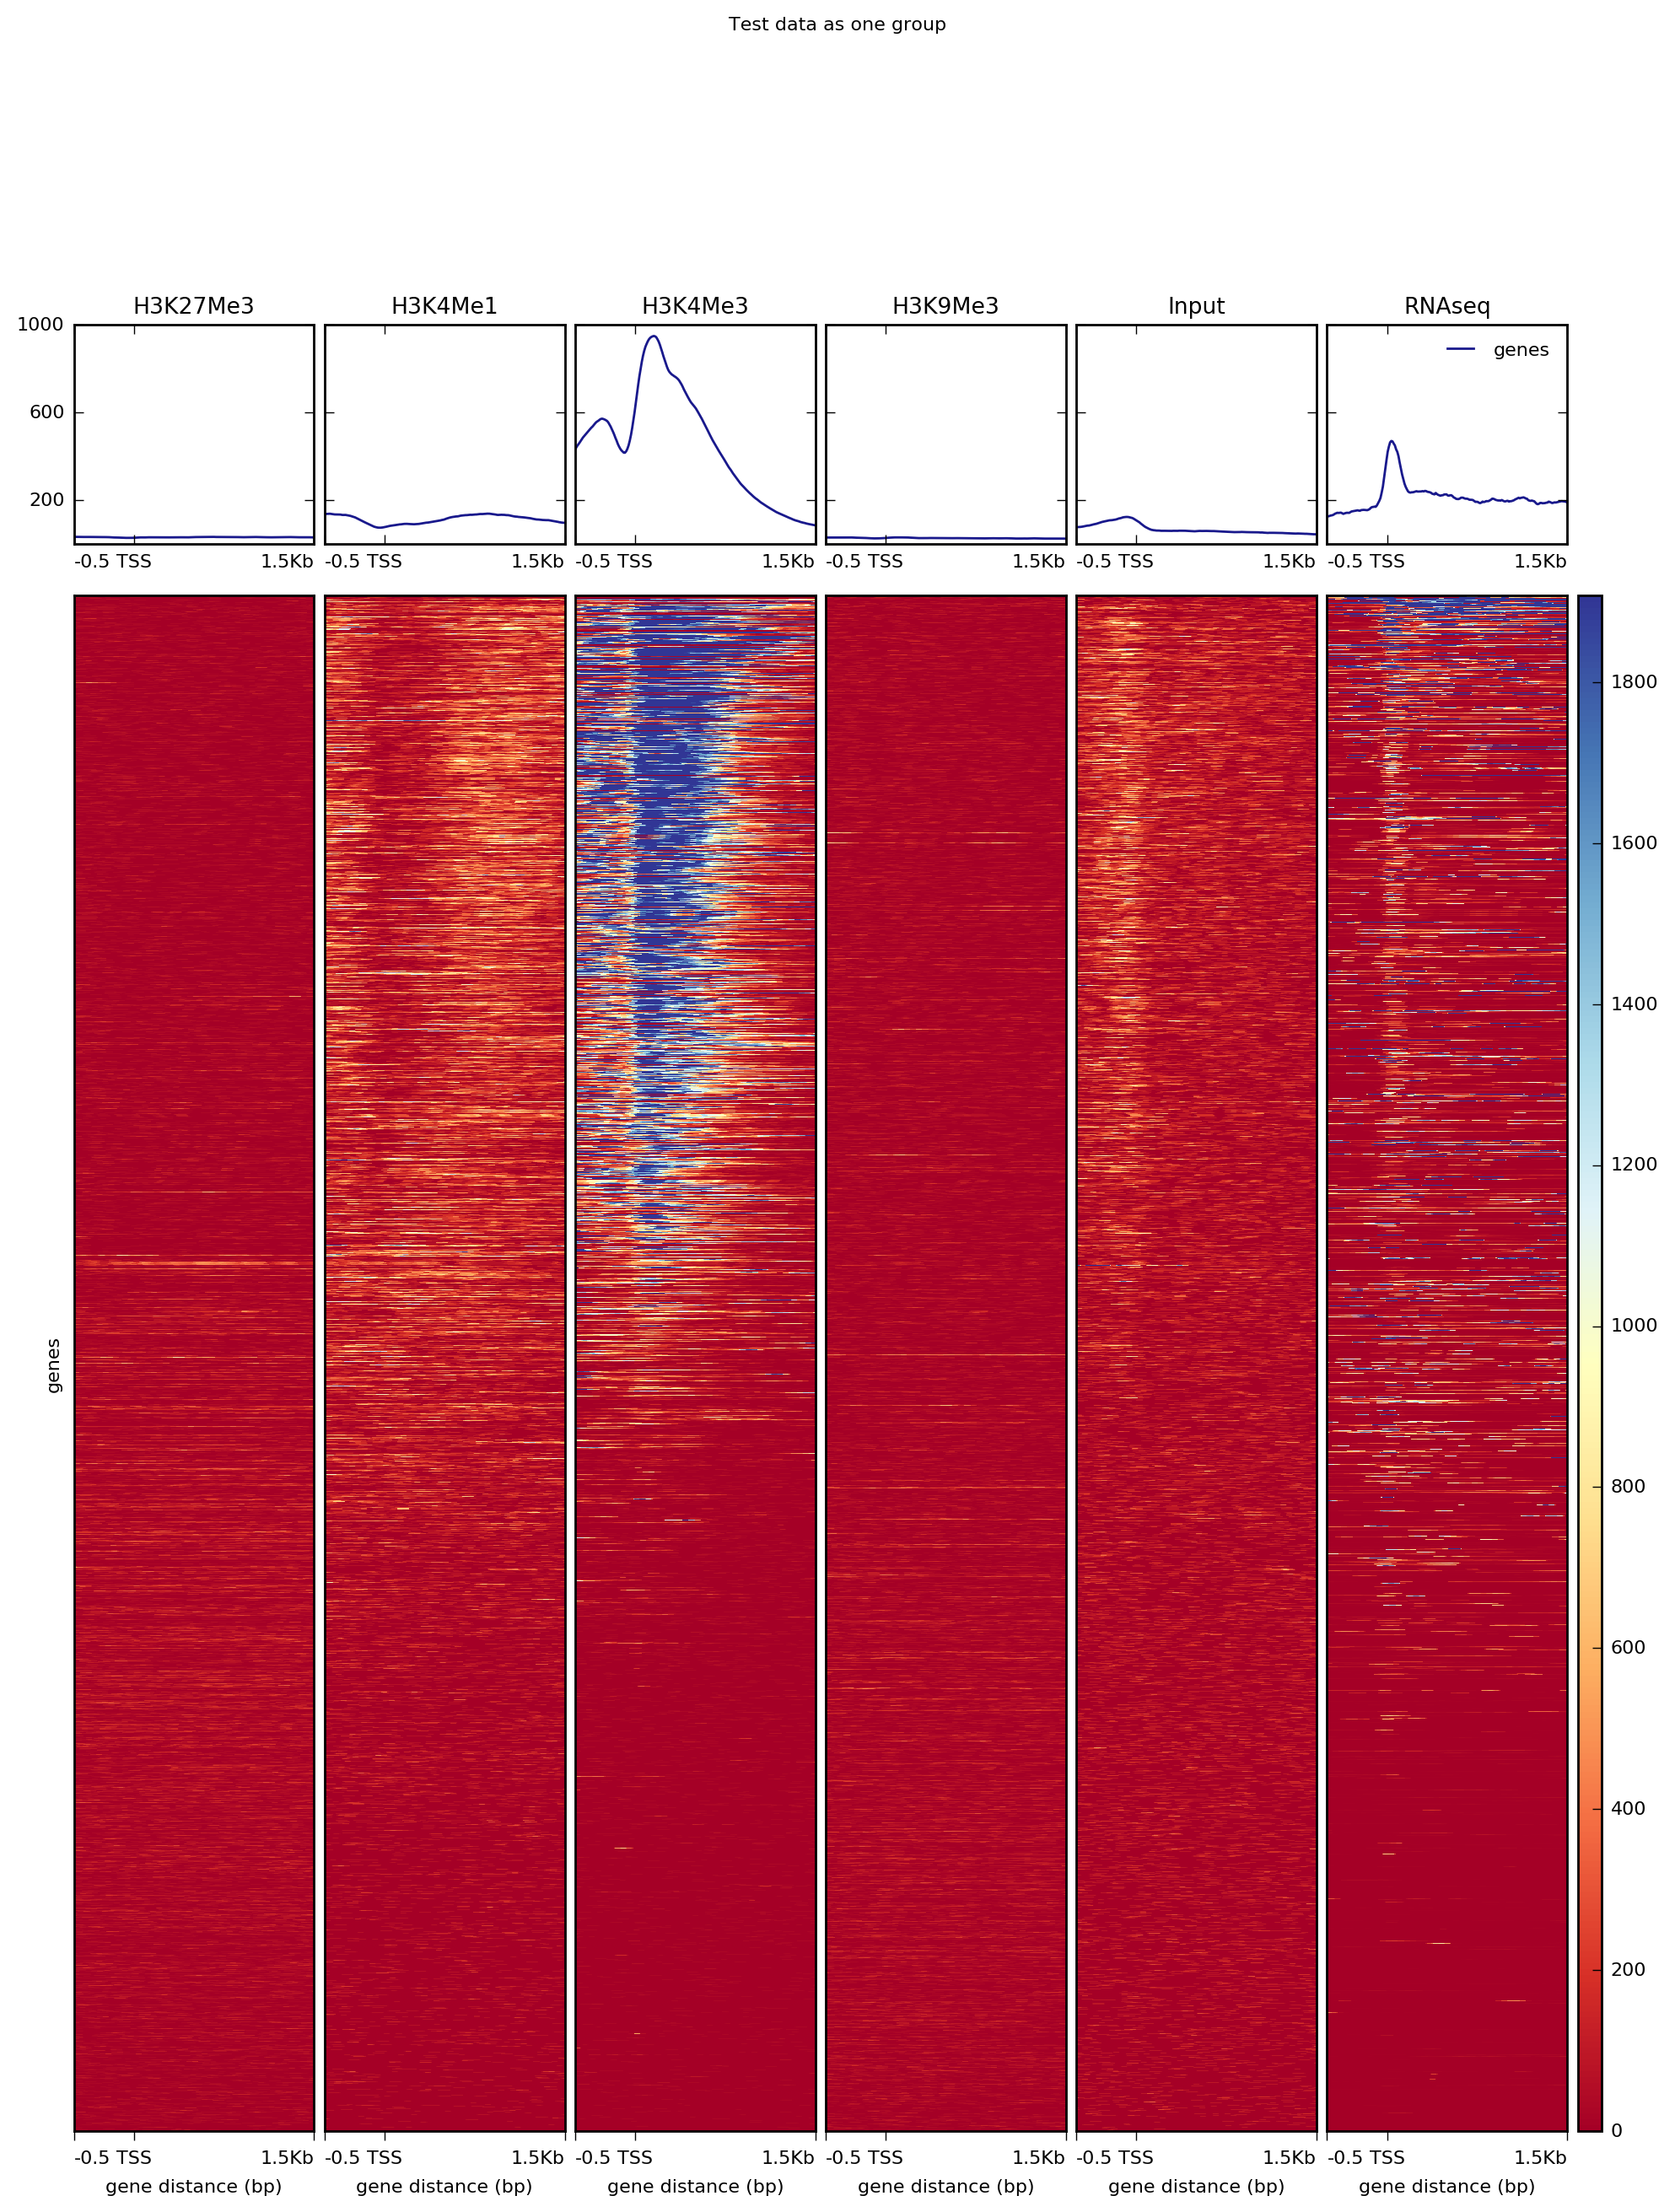 Test data as one group
H3K27Me3 H3K4Me1 H3K4Me3 H3K9Me3 Input RNAseq
1000
genes
600
200
-0.5 TSS 1.5Kb -0.5 TSS 1.5Kb -0.5 TSS 1.5Kb -0.5 TSS 1.5Kb -0.5 TSS 1.5Kb -0.5 TSS 1.5Kb
1800
1600
1400
1200
1000
genes
800
600
400
200
0
-0.5 TSS 1.5Kb -0.5 TSS 1.5Kb -0.5 TSS 1.5Kb -0.5 TSS 1.5Kb -0.5 TSS 1.5Kb -0.5 TSS 1.5Kb
gene distance (bp) gene distance (bp) gene distance (bp) gene distance (bp) gene distance (bp) gene distance (bp)